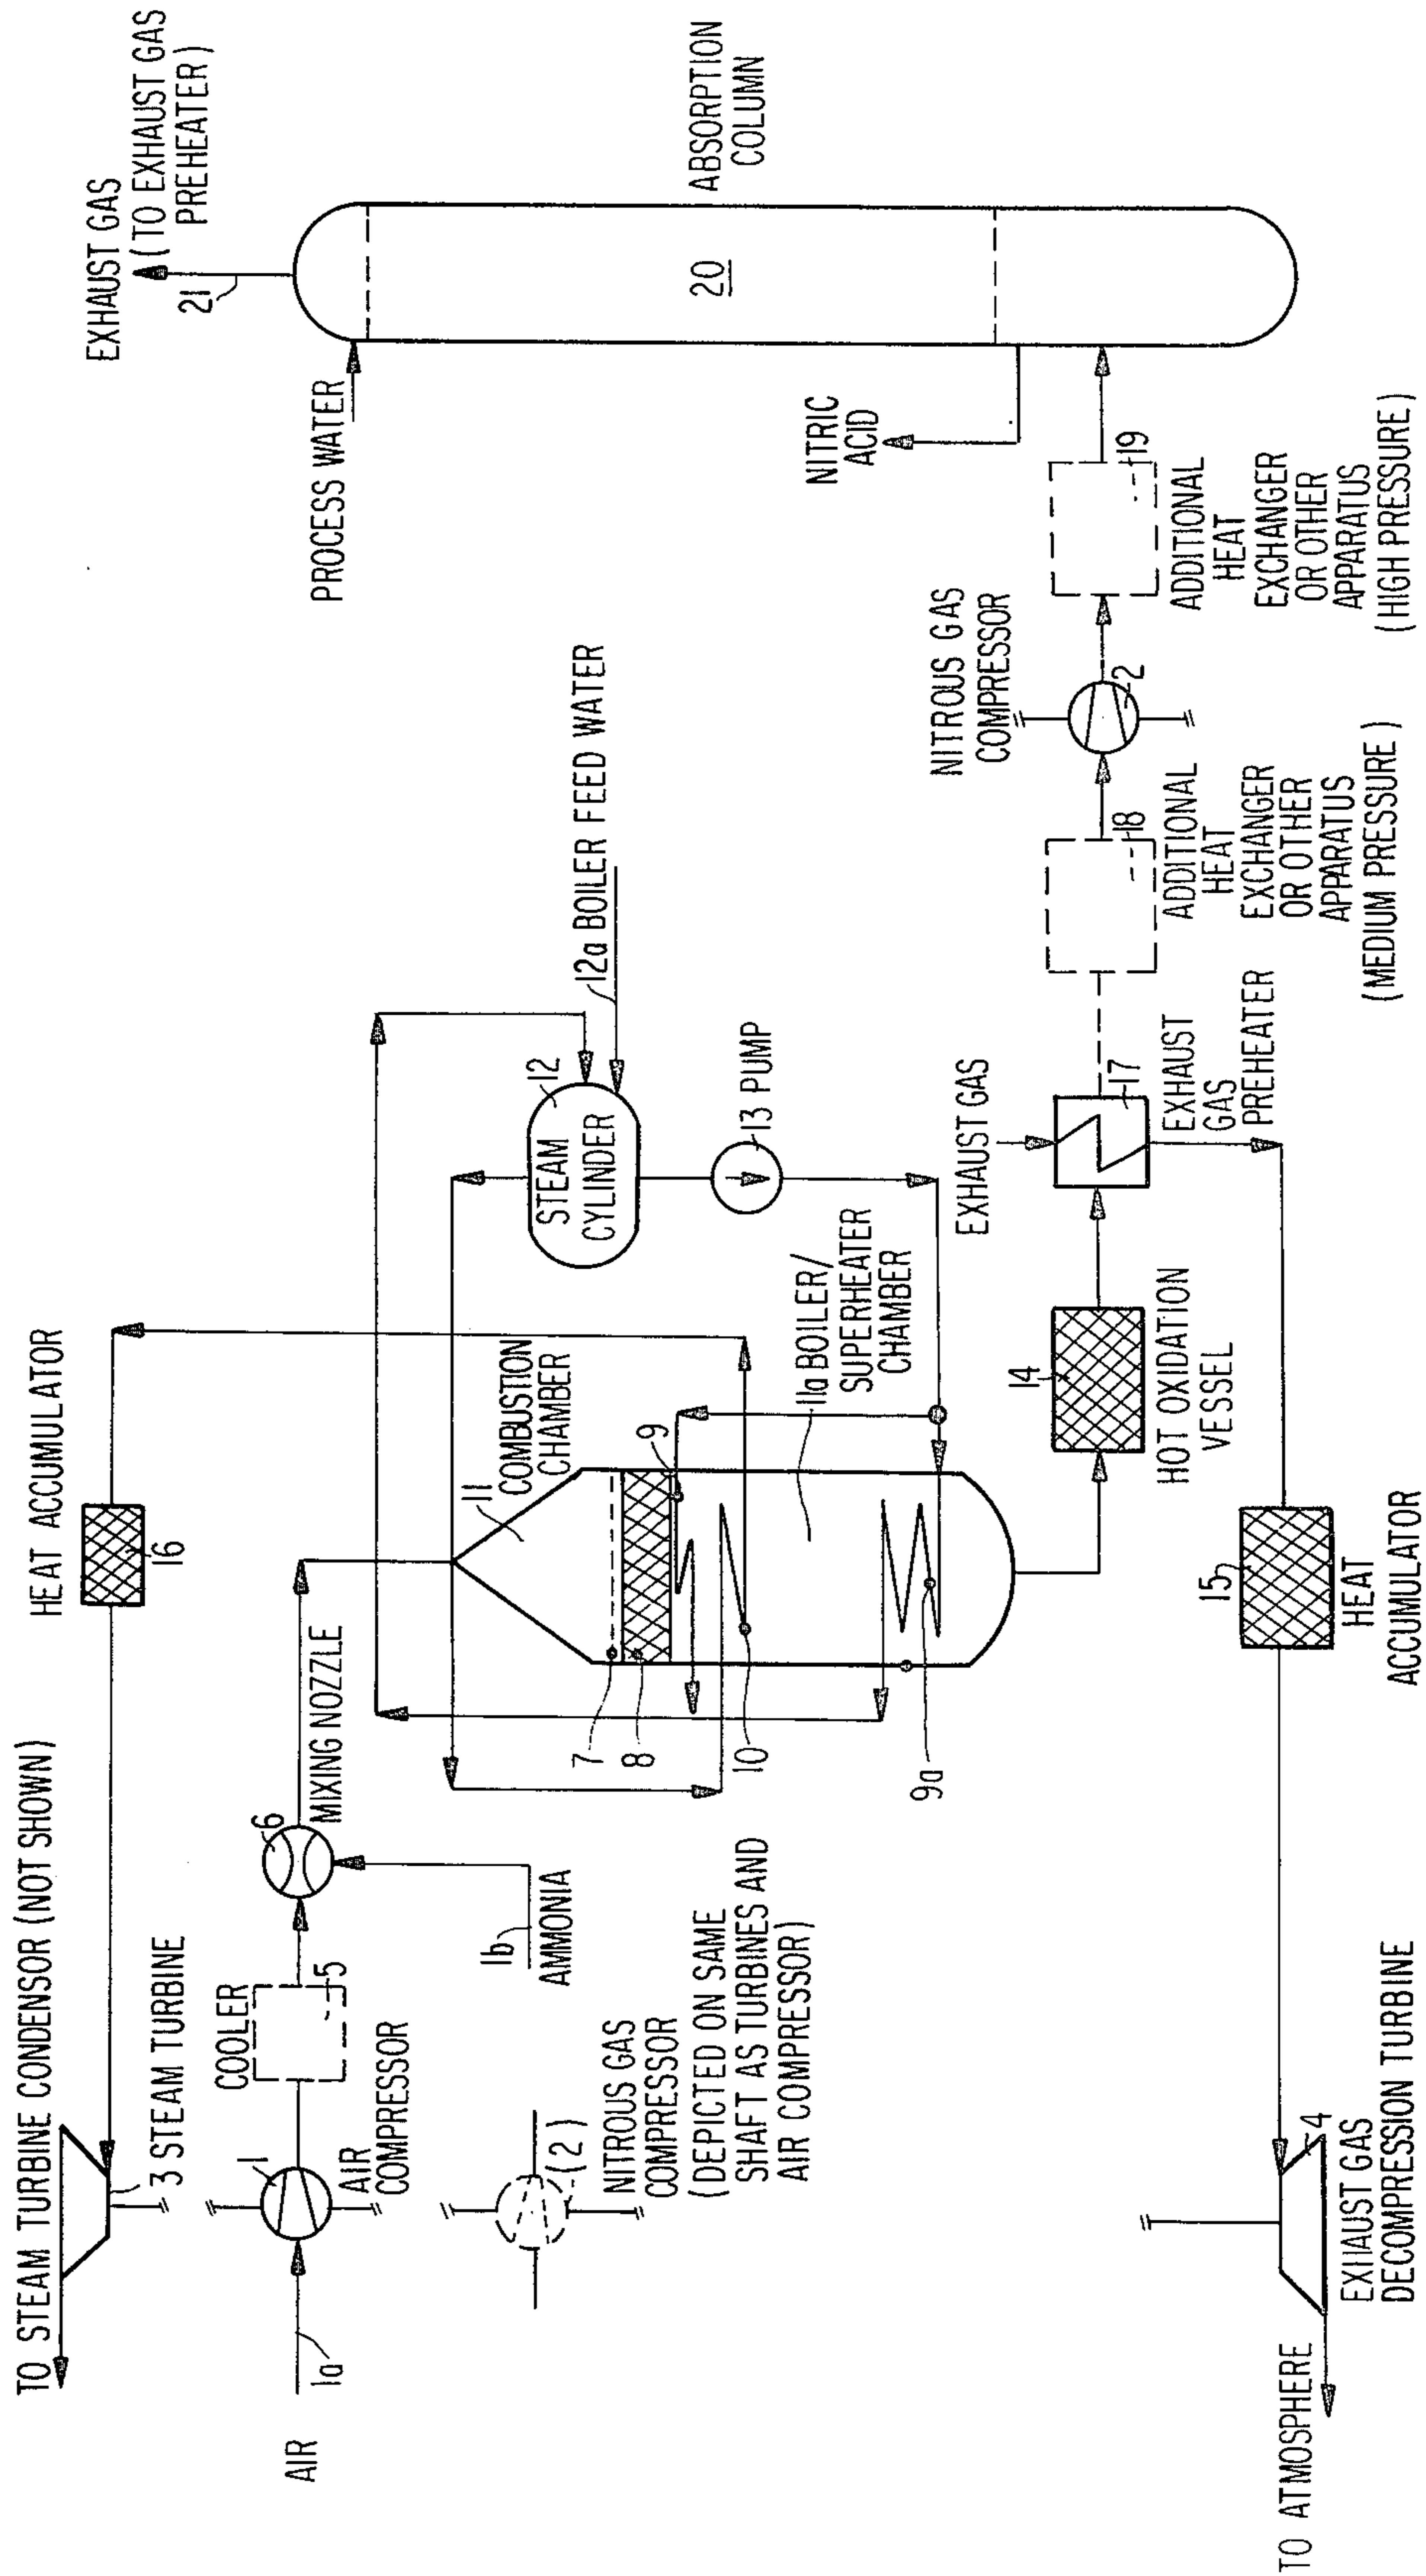 TO STEAM TURBINE CONDENSOR (NOT SHOWN)
3 STEAM TURBINE
HEAT ACCUMULATOR
16
AIR
1a
1
AIR
COMPRESSOR
COOLER
5
6
MIXING NOZZLE
1b
AMMONIA
(2)
NITROUS GAS
COMPRESSOR
(DEPICTED ON SAME
SHAFT AS TURBINES AND
AIR COMPRESSOR)
11
COMBUSTION
CHAMBER
7
8
9
10
9a
11a BOILER/
SUPERHEATER
CHAMBER
12
STEAM
CYLINDER
12a BOILER FEED WATER
13 PUMP
14
HOT OXIDATION
VESSEL
EXHAUST GAS
17
EXHAUST
GAS
PREHEATER
15
HEAT
ACCUMULATOR
4
EXHAUST GAS
DECOMPRESSION TURBINE
TO ATMOSPHERE
18
ADDITIONAL
HEAT
EXCHANGER
OR OTHER
APPARATUS
(MEDIUM PRESSURE)
NITROUS GAS
COMPRESSOR
2
19
ADDITIONAL
HEAT
EXCHANGER
OR OTHER
APPARATUS
(HIGH PRESSURE)
NITRIC
ACID
PROCESS WATER
20
ABSORPTION
COLUMN
21
EXHAUST GAS
(TO EXHAUST GAS
PREHEATER)